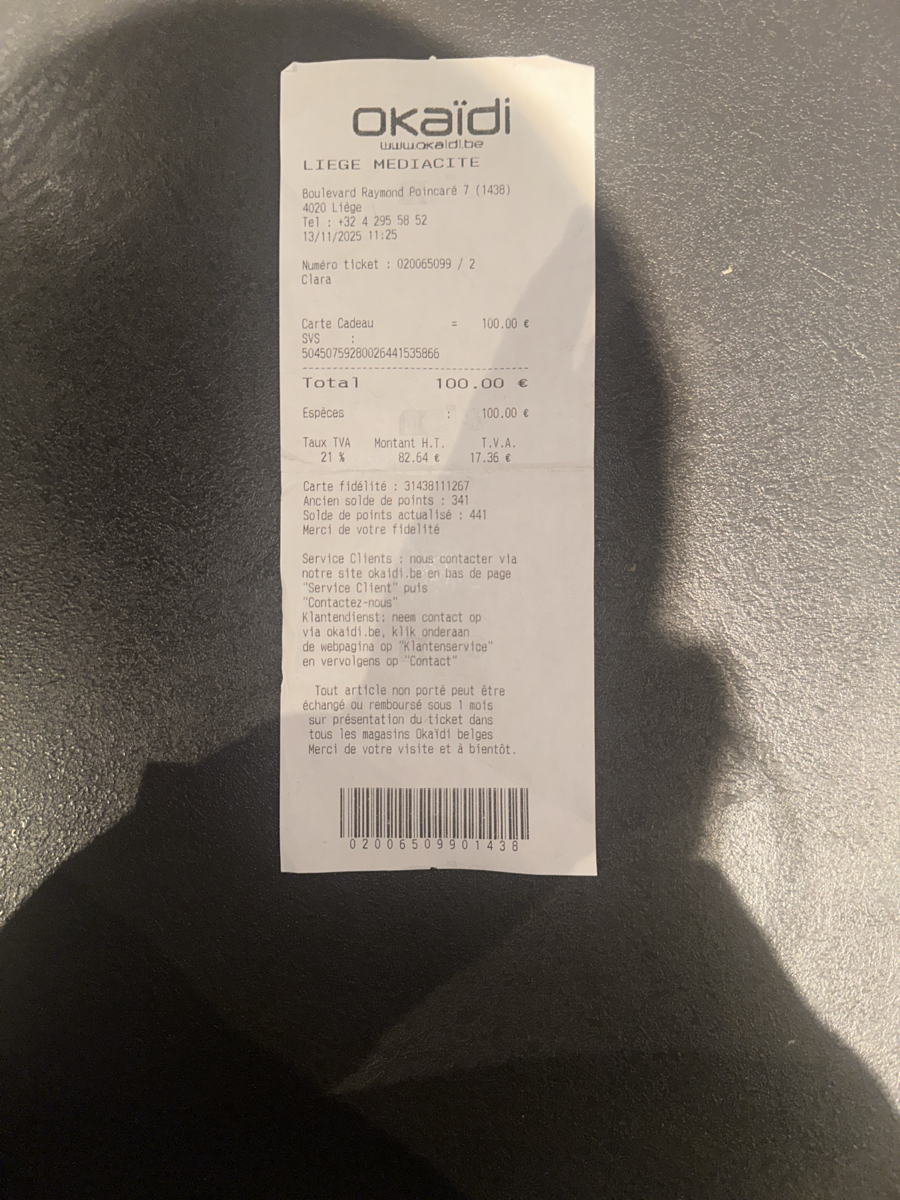 OKAÏDI
www.okaidi.be
LIEGE MEDIACITE
Boulevard Raymond Poincaré 7 (1438)
4020 Liége
Tel : +32 4 295 58 52
13/11/2025 11:25
Numéro ticket : 020065099 / 2
Clara
Carte Cadeau = 100.00 €
SVS :
50450759280026441535866
Total 100.00 €
Espèces : 100.00 €
Taux TVA Montant H.T. T.V.A.
21 % 82.64 € 17.36 €
Carte fidélité : 31438111267
Ancien solde de points : 341
Solde de points actualisé : 441
Merci de votre fidelité
Service Clients : nous contacter via
notre site okaidi.be en bas de page
"Service Client" puis
"Contactez-nous"
Klantendienst: neem contact op
via okaidi.be, klik onderaan
de webpagina op "Klantenservice"
en vervolgens op "Contact"
Tout article non porté peut être
échangé ou remboursé sous 1 mois
sur présentation du ticket dans
tous les magasins Okaïdi belges
Merci de votre visite et à bientôt.
0200650990 1438